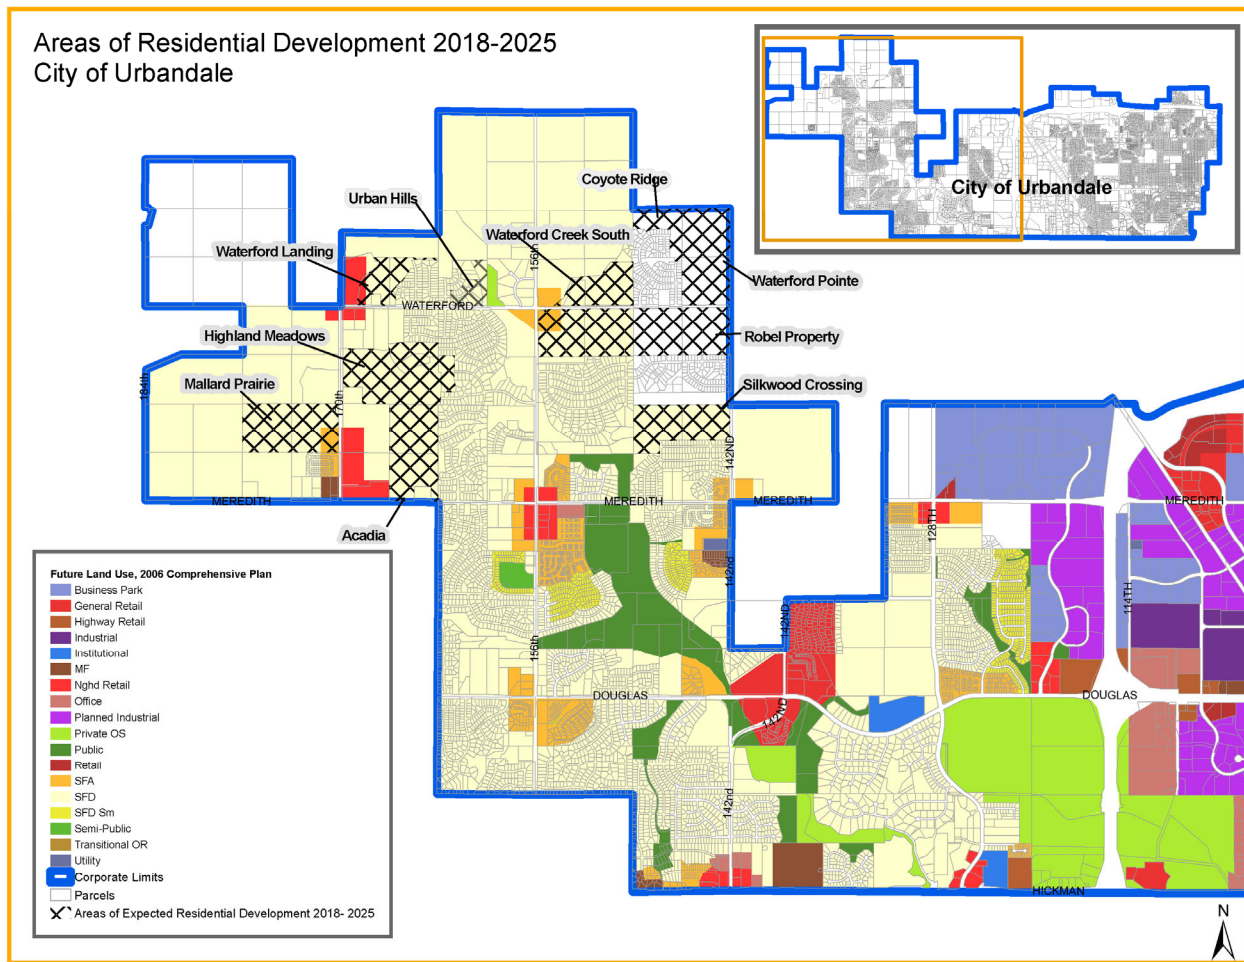 Areas of Residential Development 2018-2025
City of Urbandale
City of Urbandale
Coyote Ridge
Urban Hills
Waterford Creek South
Waterford Landing
156th
Waterford Pointe
WATERFORD
Highland Meadows
Robel Property
184th
Mallard Prairie
170th
Silkwood Crossing
142ND
MEREDITH
MEREDITH
MEREDITH
MEREDITH
Acadia
128TH
142nd
114TH
142ND
156th
DOUGLAS
DOUGLAS
142ND
142nd
HICKMAN
Future Land Use, 2006 Comprehensive Plan
Business Park
General Retail
Highway Retail
Industrial
Institutional
MF
Nghd Retail
Office
Planned Industrial
Private OS
Public
Retail
SFA
SFD
SFD Sm
Semi-Public
Transitional OR
Utility
Corporate Limits
Parcels
Areas of Expected Residential Development 2018- 2025
N